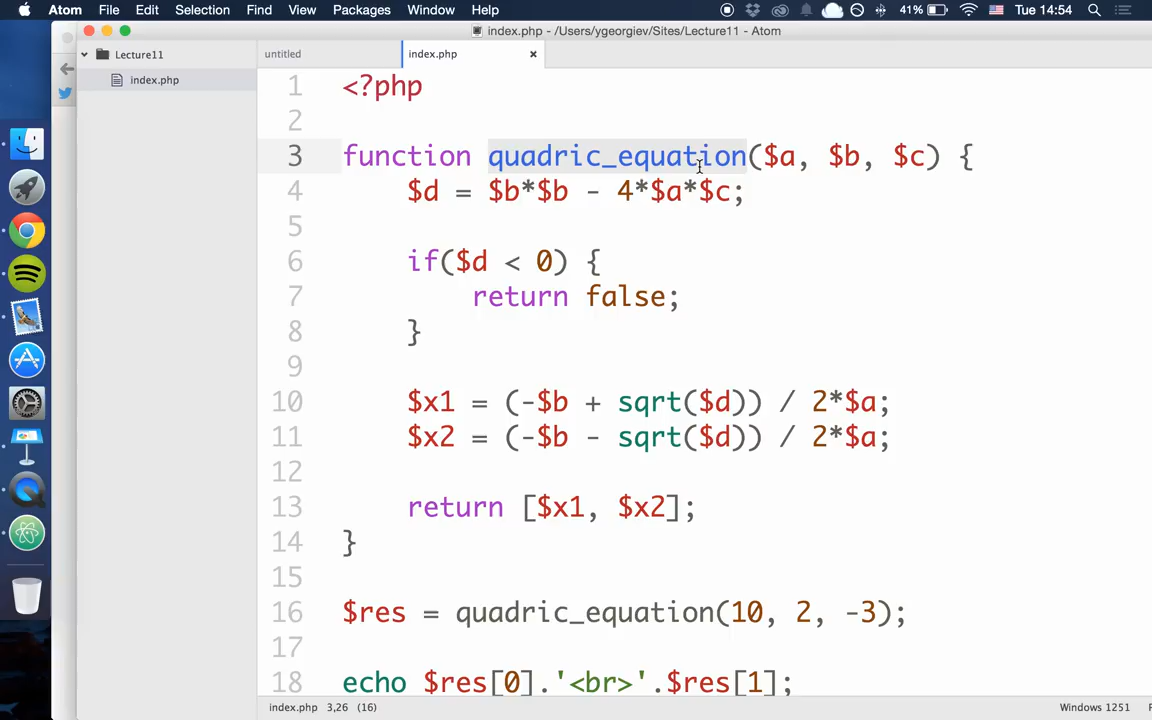 Atom File Edit Selection Find View Packages Window Help 41% Tue 14:54
index.php - /Users/ygeorgiev/Sites/Lecture11 - Atom
Lecture11
index.php
untitled
index.php
1 <?php
2
3 function quadric_equation($a, $b, $c) {
4 $d = $b*$b - 4*$a*$c;
5
6 if($d < 0) {
7 return false;
8 }
9
10 $x1 = (-$b + sqrt($d)) / 2*$a;
11 $x2 = (-$b - sqrt($d)) / 2*$a;
12
13 return [$x1, $x2];
14 }
15
16 $res = quadric_equation(10, 2, -3);
17
18 echo $res[0].'<br>'.$res[1];
index.php 3,26 (16) Windows 1251